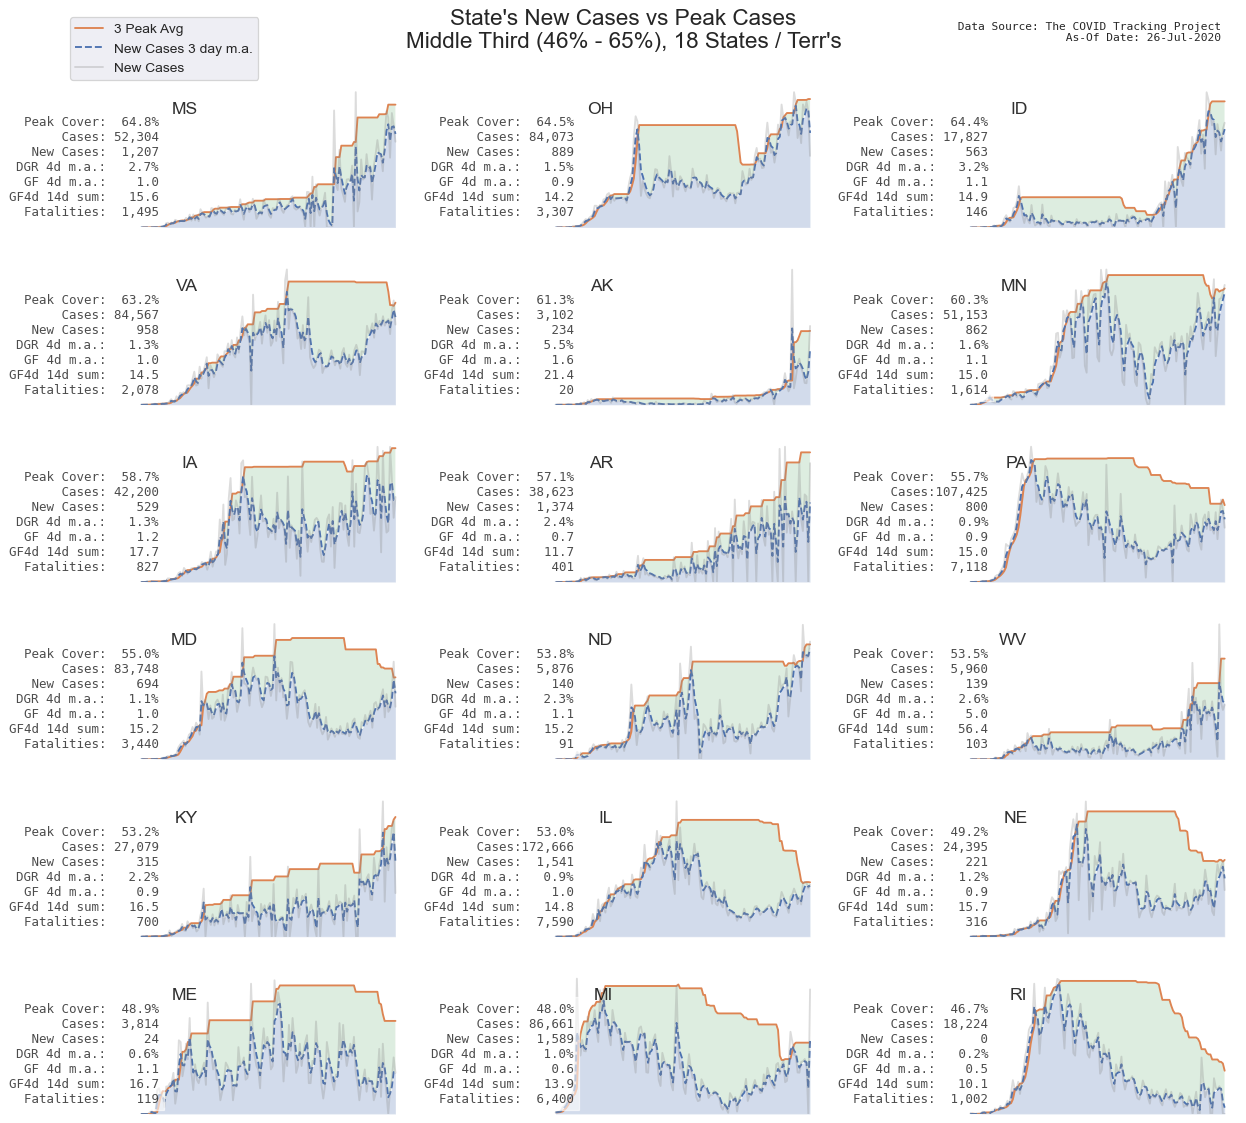 State's New Cases vs Peak Cases
Middle Third (46% - 65%), 18 States / Terr's
3 Peak Avg
New Cases 3 day m.a.
New Cases
Data Source: The COVID Tracking Project
As-Of Date: 26-Jul-2020
MS
Peak Cover: 64.8%
Cases: 52,304
New Cases: 1,207
DGR 4d m.a.: 2.7%
GF 4d m.a.: 1.0
GF4d 14d sum: 15.6
Fatalities: 1,495
OH
Peak Cover: 64.5%
Cases: 84,073
New Cases: 889
DGR 4d m.a.: 1.5%
GF 4d m.a.: 0.9
GF4d 14d sum: 14.2
Fatalities: 3,307
ID
Peak Cover: 64.4%
Cases: 17,827
New Cases: 563
DGR 4d m.a.: 3.2%
GF 4d m.a.: 1.1
GF4d 14d sum: 14.9
Fatalities: 146
VA
Peak Cover: 63.2%
Cases: 84,567
New Cases: 958
DGR 4d m.a.: 1.3%
GF 4d m.a.: 1.0
GF4d 14d sum: 14.5
Fatalities: 2,078
AK
Peak Cover: 61.3%
Cases: 3,102
New Cases: 234
DGR 4d m.a.: 5.5%
GF 4d m.a.: 1.6
GF4d 14d sum: 21.4
Fatalities: 20
MN
Peak Cover: 60.3%
Cases: 51,153
New Cases: 862
DGR 4d m.a.: 1.6%
GF 4d m.a.: 1.1
GF4d 14d sum: 15.0
Fatalities: 1,614
IA
Peak Cover: 58.7%
Cases: 42,200
New Cases: 529
DGR 4d m.a.: 1.3%
GF 4d m.a.: 1.2
GF4d 14d sum: 17.7
Fatalities: 827
AR
Peak Cover: 57.1%
Cases: 38,623
New Cases: 1,374
DGR 4d m.a.: 2.4%
GF 4d m.a.: 0.7
GF4d 14d sum: 11.7
Fatalities: 401
PA
Peak Cover: 55.7%
Cases:107,425
New Cases: 800
DGR 4d m.a.: 0.9%
GF 4d m.a.: 0.9
GF4d 14d sum: 15.0
Fatalities: 7,118
MD
Peak Cover: 55.0%
Cases: 83,748
New Cases: 694
DGR 4d m.a.: 1.1%
GF 4d m.a.: 1.0
GF4d 14d sum: 15.2
Fatalities: 3,440
ND
Peak Cover: 53.8%
Cases: 5,876
New Cases: 140
DGR 4d m.a.: 2.3%
GF 4d m.a.: 1.1
GF4d 14d sum: 15.2
Fatalities: 91
WV
Peak Cover: 53.5%
Cases: 5,960
New Cases: 139
DGR 4d m.a.: 2.6%
GF 4d m.a.: 5.0
GF4d 14d sum: 56.4
Fatalities: 103
KY
Peak Cover: 53.2%
Cases: 27,079
New Cases: 315
DGR 4d m.a.: 2.2%
GF 4d m.a.: 0.9
GF4d 14d sum: 16.5
Fatalities: 700
IL
Peak Cover: 53.0%
Cases:172,666
New Cases: 1,541
DGR 4d m.a.: 0.9%
GF 4d m.a.: 1.0
GF4d 14d sum: 14.8
Fatalities: 7,590
NE
Peak Cover: 49.2%
Cases: 24,395
New Cases: 221
DGR 4d m.a.: 1.2%
GF 4d m.a.: 0.9
GF4d 14d sum: 15.7
Fatalities: 316
ME
Peak Cover: 48.9%
Cases: 3,814
New Cases: 24
DGR 4d m.a.: 0.6%
GF 4d m.a.: 1.1
GF4d 14d sum: 16.7
Fatalities: 119
MI
Peak Cover: 48.0%
Cases: 86,661
New Cases: 1,589
DGR 4d m.a.: 1.0%
GF 4d m.a.: 0.6
GF4d 14d sum: 13.9
Fatalities: 6,400
RI
Peak Cover: 46.7%
Cases: 18,224
New Cases: 0
DGR 4d m.a.: 0.2%
GF 4d m.a.: 0.5
GF4d 14d sum: 10.1
Fatalities: 1,002